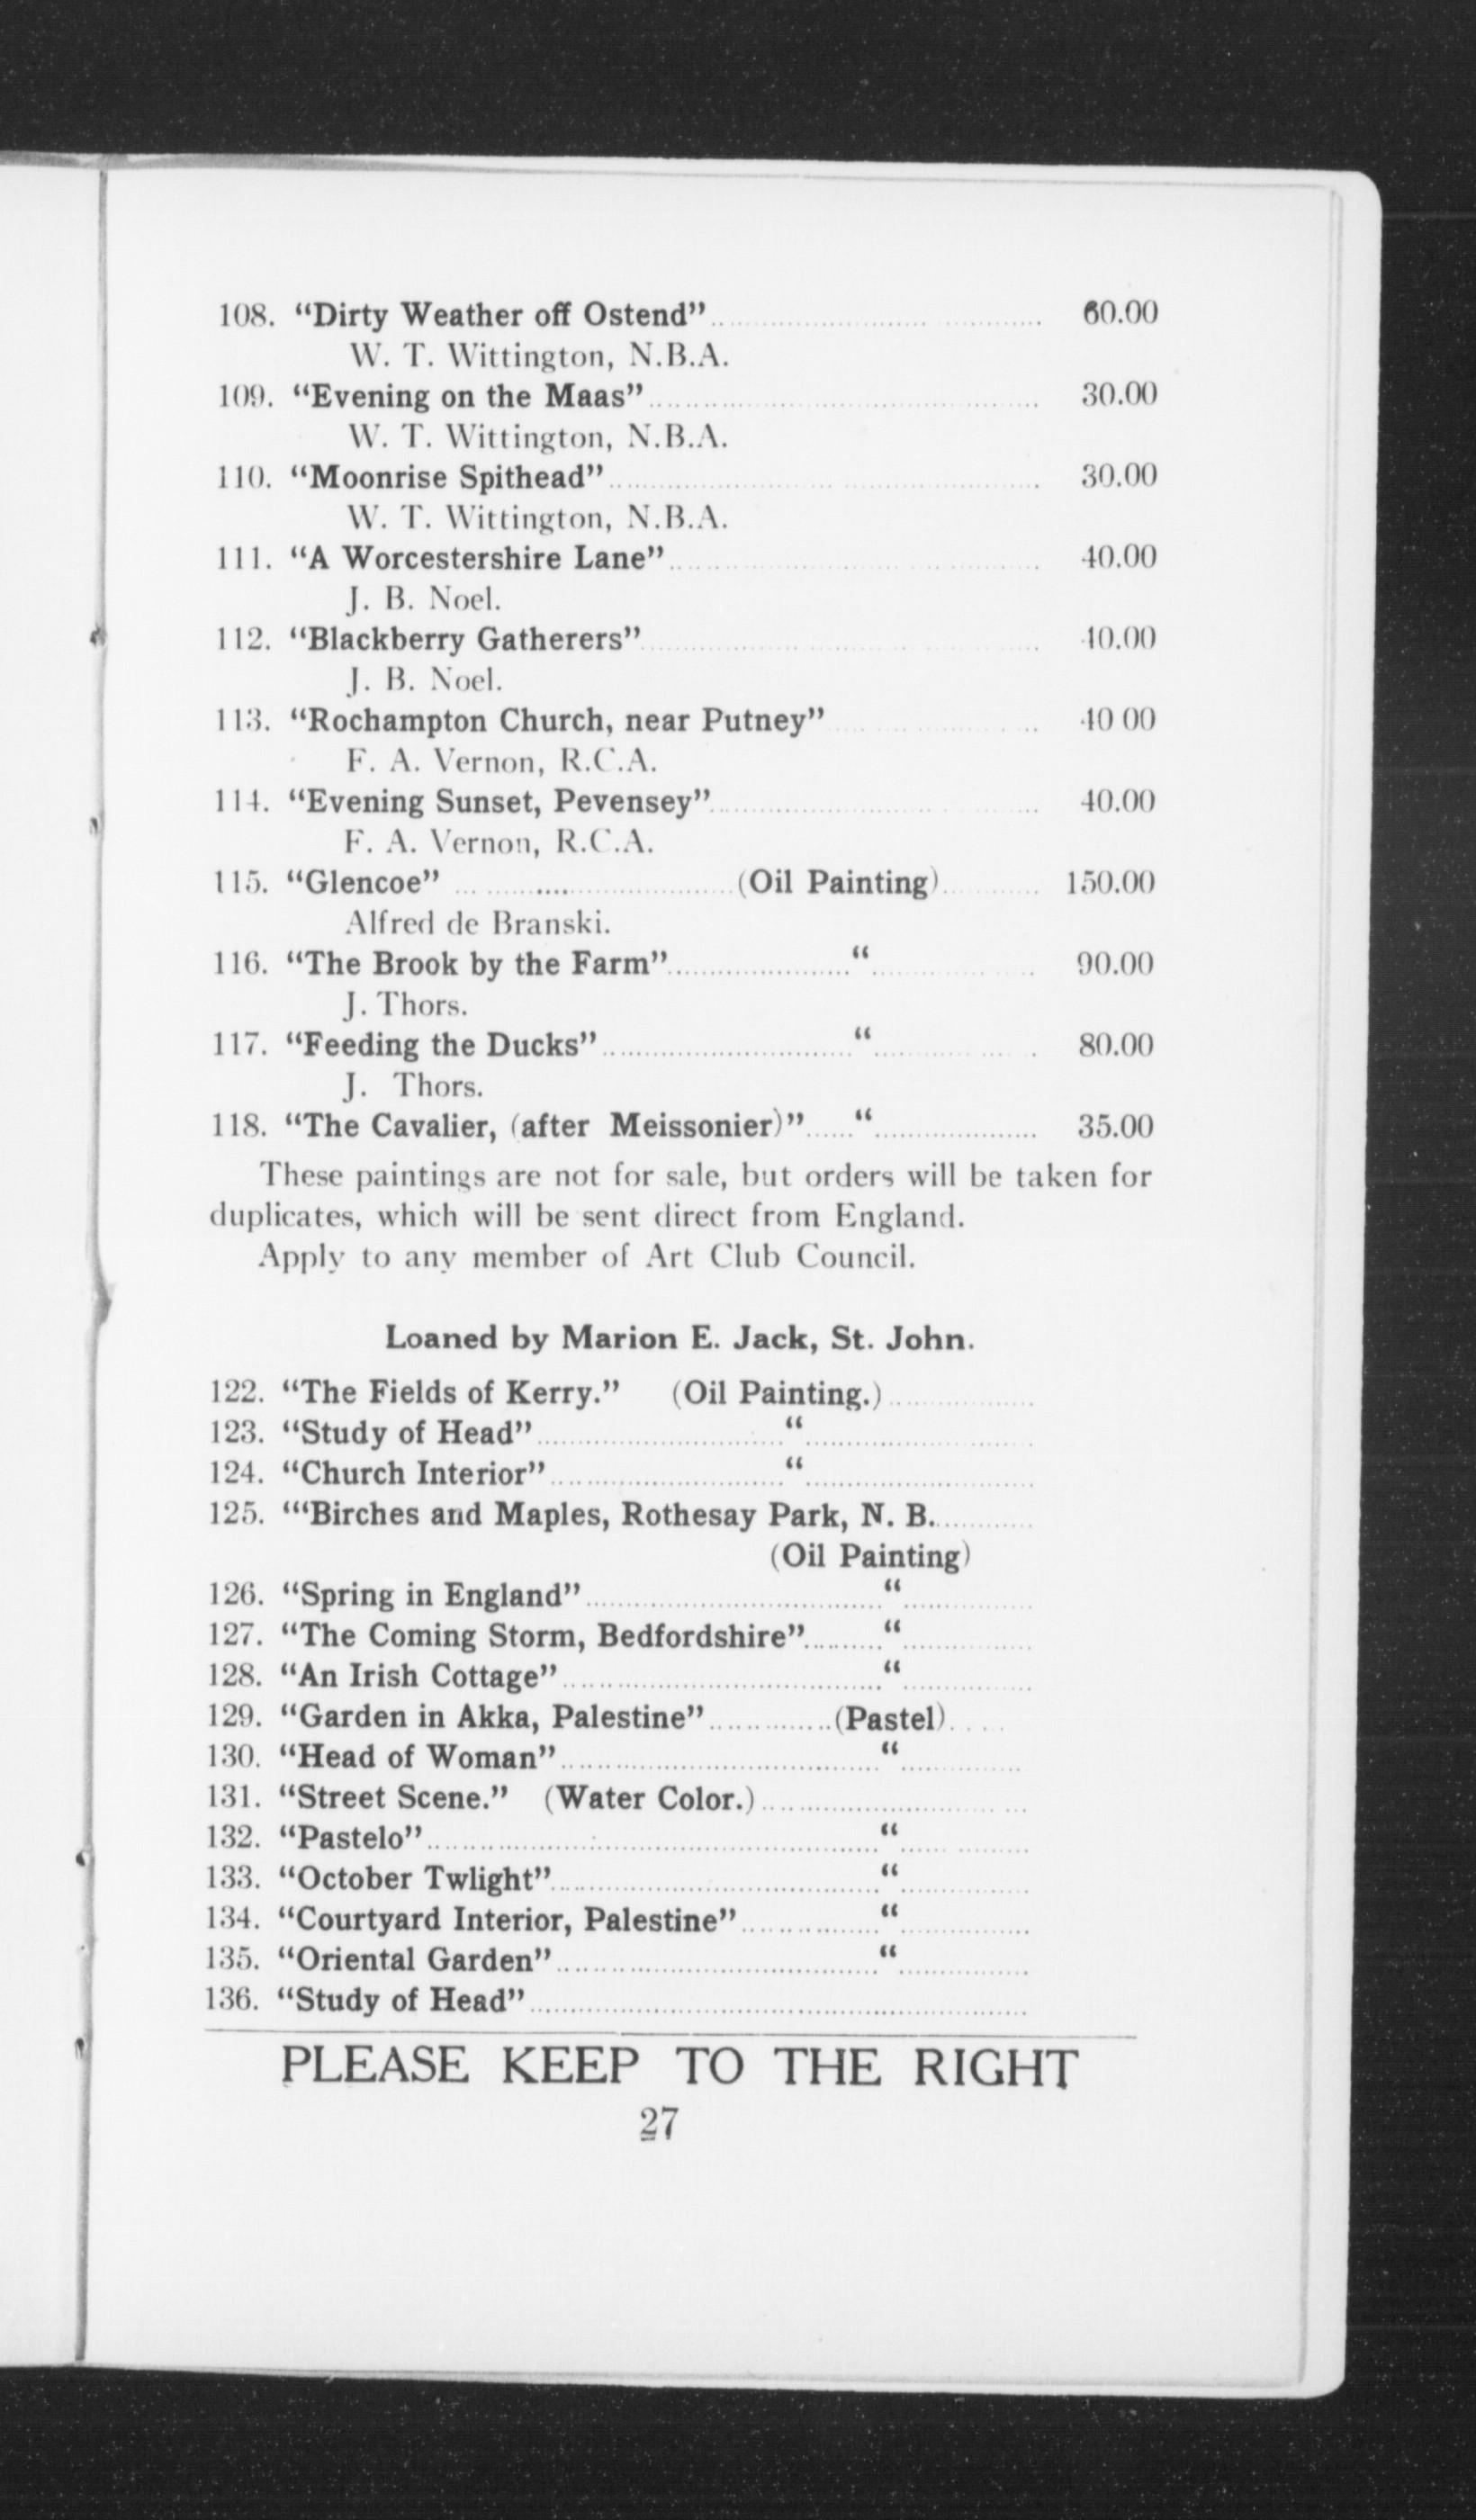 108. “Dirty Weather off Ostend”........ 60.00
W. T. Wittington, N.B.A.
109. “Evening on the Maas”........ 30.00
W. T. Wittington, N.B.A.
110. “Moonrise Spithead”........ 30.00
W. T. Wittington, N.B.A.
111. “A Worcestershire Lane”........ 40.00
J. B. Noel.
112. “Blackberry Gatherers”........ 40.00
J. B. Noel.
113. “Rochampton Church, near Putney”........ 40 00
F. A. Vernon, R.C.A.
114. “Evening Sunset, Pevensey”........ 40.00
F. A. Vernon, R.C.A.
115. “Glencoe” ........(Oil Painting)........ 150.00
Alfred de Branski.
116. “The Brook by the Farm”........“........ 90.00
J. Thors.
117. “Feeding the Ducks”........“........ 80.00
J. Thors.
118. “The Cavalier, (after Meissonier)”......“........ 35.00
These paintings are not for sale, but orders will be taken for
duplicates, which will be sent direct from England.
Apply to any member of Art Club Council.
Loaned by Marion E. Jack, St. John.
122. “The Fields of Kerry.” (Oil Painting.)........
123. “Study of Head”........“........
124. “Church Interior”........“........
125. “‘Birches and Maples, Rothesay Park, N. B.........
(Oil Painting)
126. “Spring in England”........“........
127. “The Coming Storm, Bedfordshire”........“........
128. “An Irish Cottage”........“........
129. “Garden in Akka, Palestine”........(Pastel).....
130. “Head of Woman”........“........
131. “Street Scene.” (Water Color.)........
132. “Pastelo”........“........
133. “October Twlight”........“........
134. “Courtyard Interior, Palestine”........“........
135. “Oriental Garden”........“........
136. “Study of Head”........
PLEASE KEEP TO THE RIGHT
27